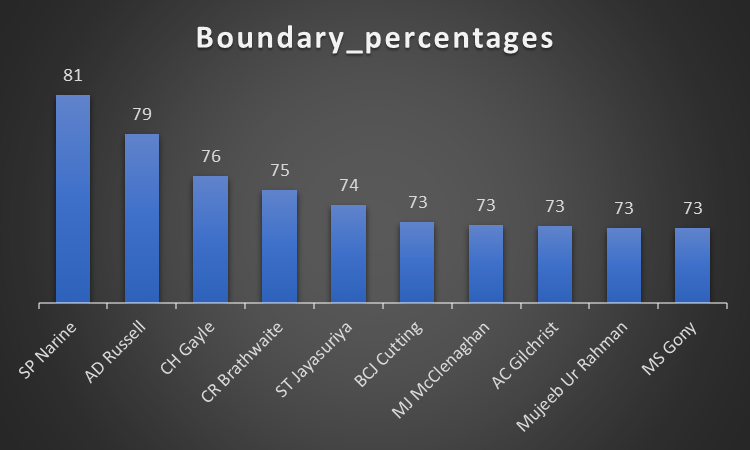 Boundary_percentages
81
79
76
75
74
73
73
73
73
73
SP Narine
AD Russell
CH Gayle
CR Brathwaite
ST Jayasuriya
BCJ Cutting
MJ McClenaghan
AC Gilchrist
Mujeeb Ur Rahman
MS Gony